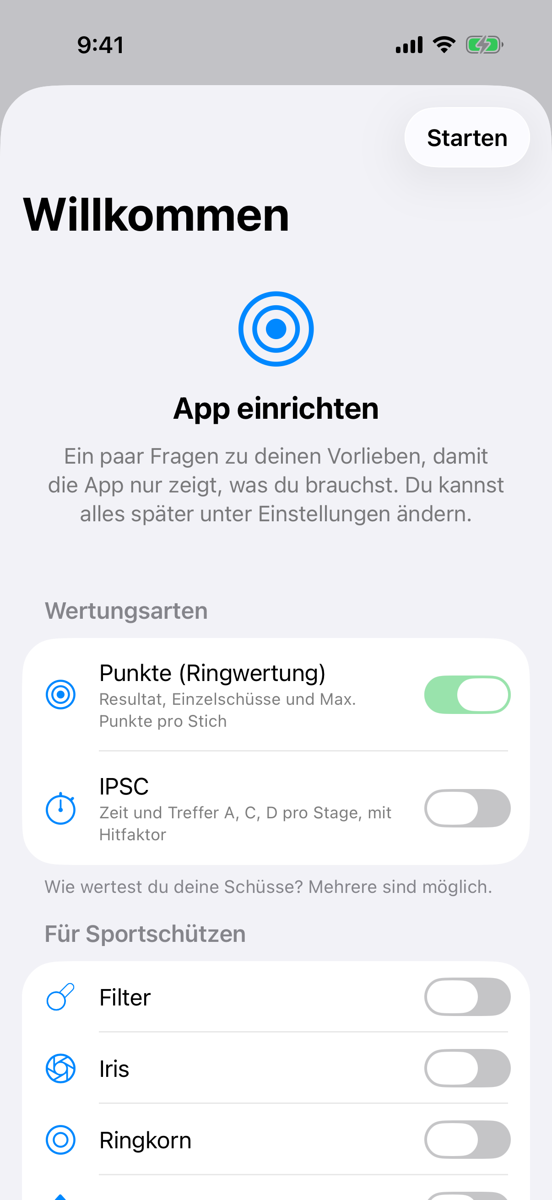 9:41
Starten
Willkommen
App einrichten
Ein paar Fragen zu deinen Vorlieben, damit
die App nur zeigt, was du brauchst. Du kannst
alles später unter Einstellungen ändern.
Wertungsarten
Punkte (Ringwertung)
Resultat, Einzelschüsse und Max.
Punkte pro Stich
IPSC
Zeit und Treffer A, C, D pro Stage, mit
Hitfaktor
Wie wertest du deine Schüsse? Mehrere sind möglich.
Für Sportschützen
Filter
Iris
Ringkorn